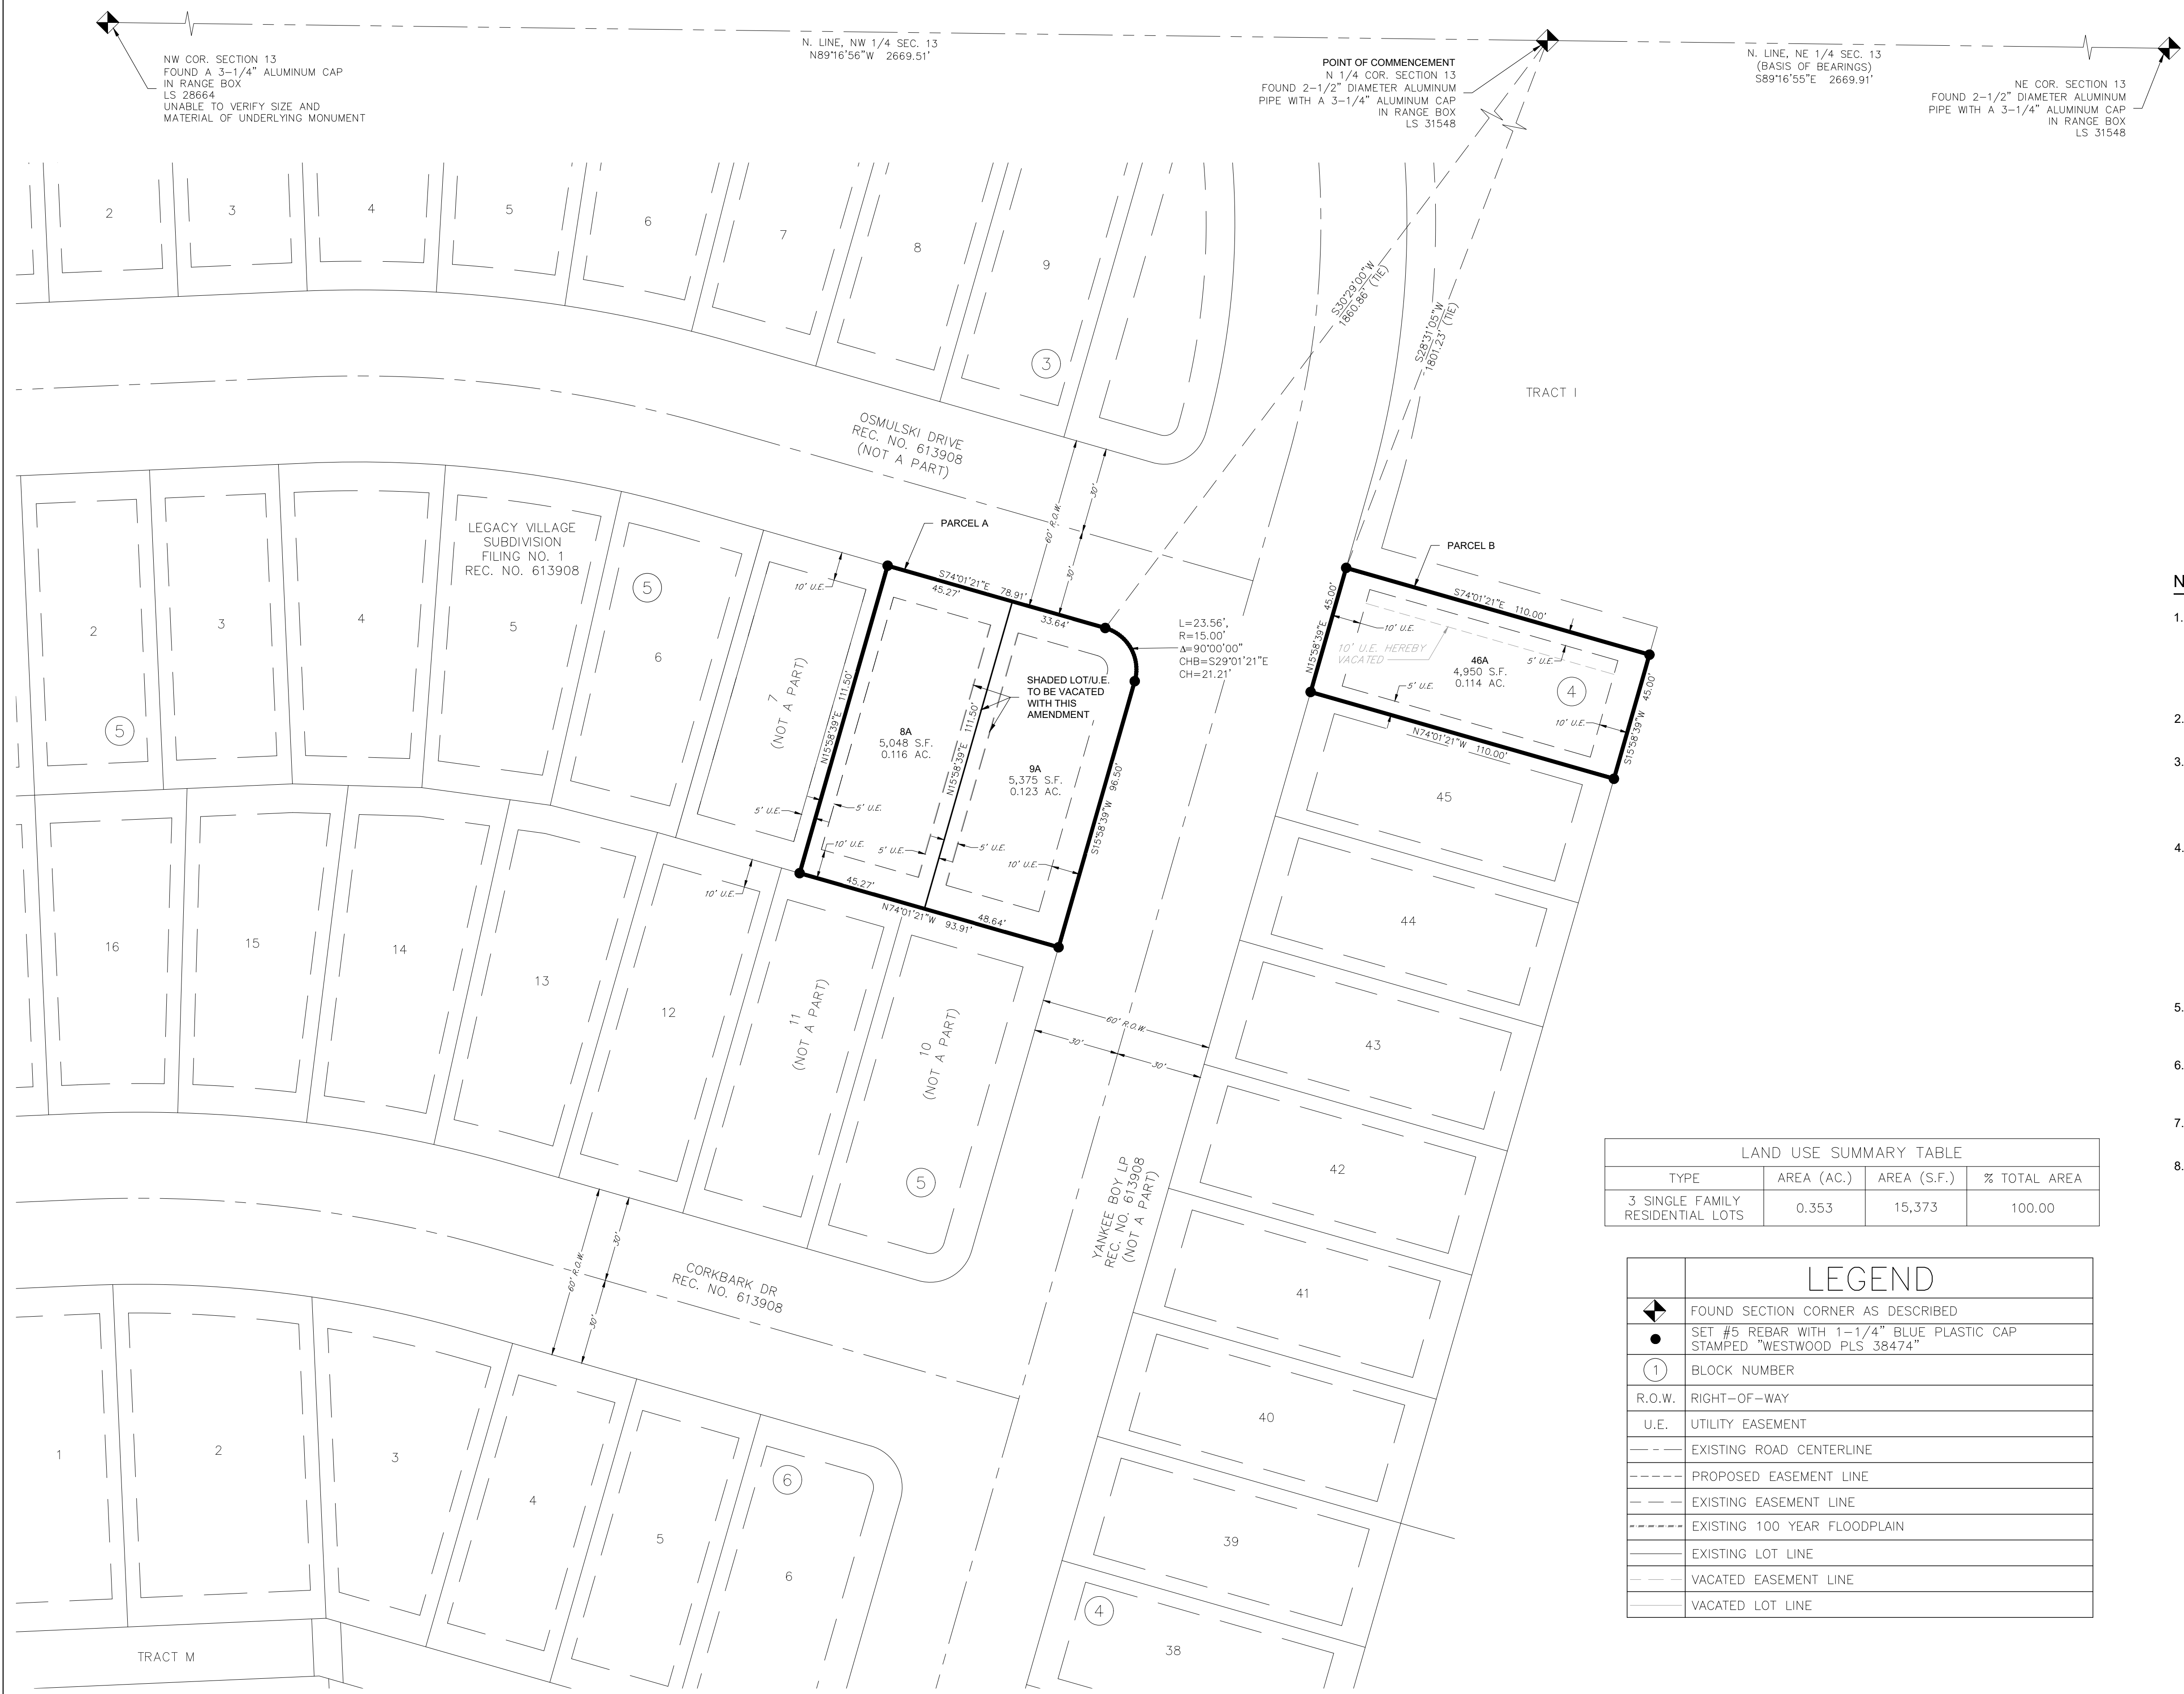 N. LINE, NW 1/4 SEC. 13
N89°16'56"W 2669.51'
NW COR. SECTION 13
FOUND A 3-1/4" ALUMINUM CAP
IN RANGE BOX
LS 28664
UNABLE TO VERIFY SIZE AND
MATERIAL OF UNDERLYING MONUMENT
POINT OF COMMENCEMENT
N 1/4 COR. SECTION 13
FOUND 2-1/2" DIAMETER ALUMINUM
PIPE WITH A 3-1/4" ALUMINUM CAP
IN RANGE BOX
LS 31548
N. LINE, NE 1/4 SEC. 13
(BASIS OF BEARINGS)
S89°16'55"E 2669.91'
NE COR. SECTION 13
FOUND 2-1/2" DIAMETER ALUMINUM
PIPE WITH A 3-1/4" ALUMINUM CAP
IN RANGE BOX
LS 31548
2
3
4
5
6
7
8
9
3
S30°29'00"W
1860.86' (TIE)
S28°31'05"W
1801.23' (TIE)
TRACT I
OSMULSKI DRIVE
REC. NO. 613908
(NOT A PART)
60' R.O.W.
30'
30'
LEGACY VILLAGE
SUBDIVISION
FILING NO. 1
REC. NO. 613908
5
2
3
4
5
6
5
7
(NOT A PART)
10' U.E.
5' U.E.
PARCEL A
S74°01'21"E 78.91'
45.27'
33.64'
L=23.56',
R=15.00'
Δ=90°00'00"
CHB=S29°01'21"E
CH=21.21'
SHADED LOT/U.E.
TO BE VACATED
WITH THIS
AMENDMENT
N15°58'39"E 111.50'
8A
5,048 S.F.
0.116 AC.
N15°58'39"E 111.50'
9A
5,375 S.F.
0.123 AC.
S15°58'39"W 96.50'
5' U.E.
10' U.E.
5' U.E.
5' U.E.
10' U.E.
45.27'
N74°01'21"W 93.91'
48.64'
PARCEL B
S74°01'21"E 110.00'
N15°58'39"E 45.00'
10' U.E.
10' U.E. HEREBY
VACATED
46A
4,950 S.F.
0.114 AC.
5' U.E.
5' U.E.
4
10' U.E.
S15°58'39"W 45.00'
N74°01'21"W 110.00'
N
1.
2.
3.
4.
5.
6.
7.
8.
10' U.E.
16
15
14
13
12
11
(NOT A PART)
10
(NOT A PART)
5
60' R.O.W.
30'
30'
45
44
43
42
41
40
39
38
4
YANKEE BOY LP
REC. NO. 613908
(NOT A PART)
CORKBARK DR
REC. NO. 613908
60' R.O.W.
30'
30'
1
2
3
4
5
6
6
TRACT M
LAND USE SUMMARY TABLE
TYPE AREA (AC.) AREA (S.F.) % TOTAL AREA
3 SINGLE FAMILY
RESIDENTIAL LOTS 0.353 15,373 100.00
LEGEND
FOUND SECTION CORNER AS DESCRIBED
SET #5 REBAR WITH 1-1/4" BLUE PLASTIC CAP
STAMPED "WESTWOOD PLS 38474"
1 BLOCK NUMBER
R.O.W. RIGHT-OF-WAY
U.E. UTILITY EASEMENT
EXISTING ROAD CENTERLINE
PROPOSED EASEMENT LINE
EXISTING EASEMENT LINE
EXISTING 100 YEAR FLOODPLAIN
EXISTING LOT LINE
VACATED EASEMENT LINE
VACATED LOT LINE